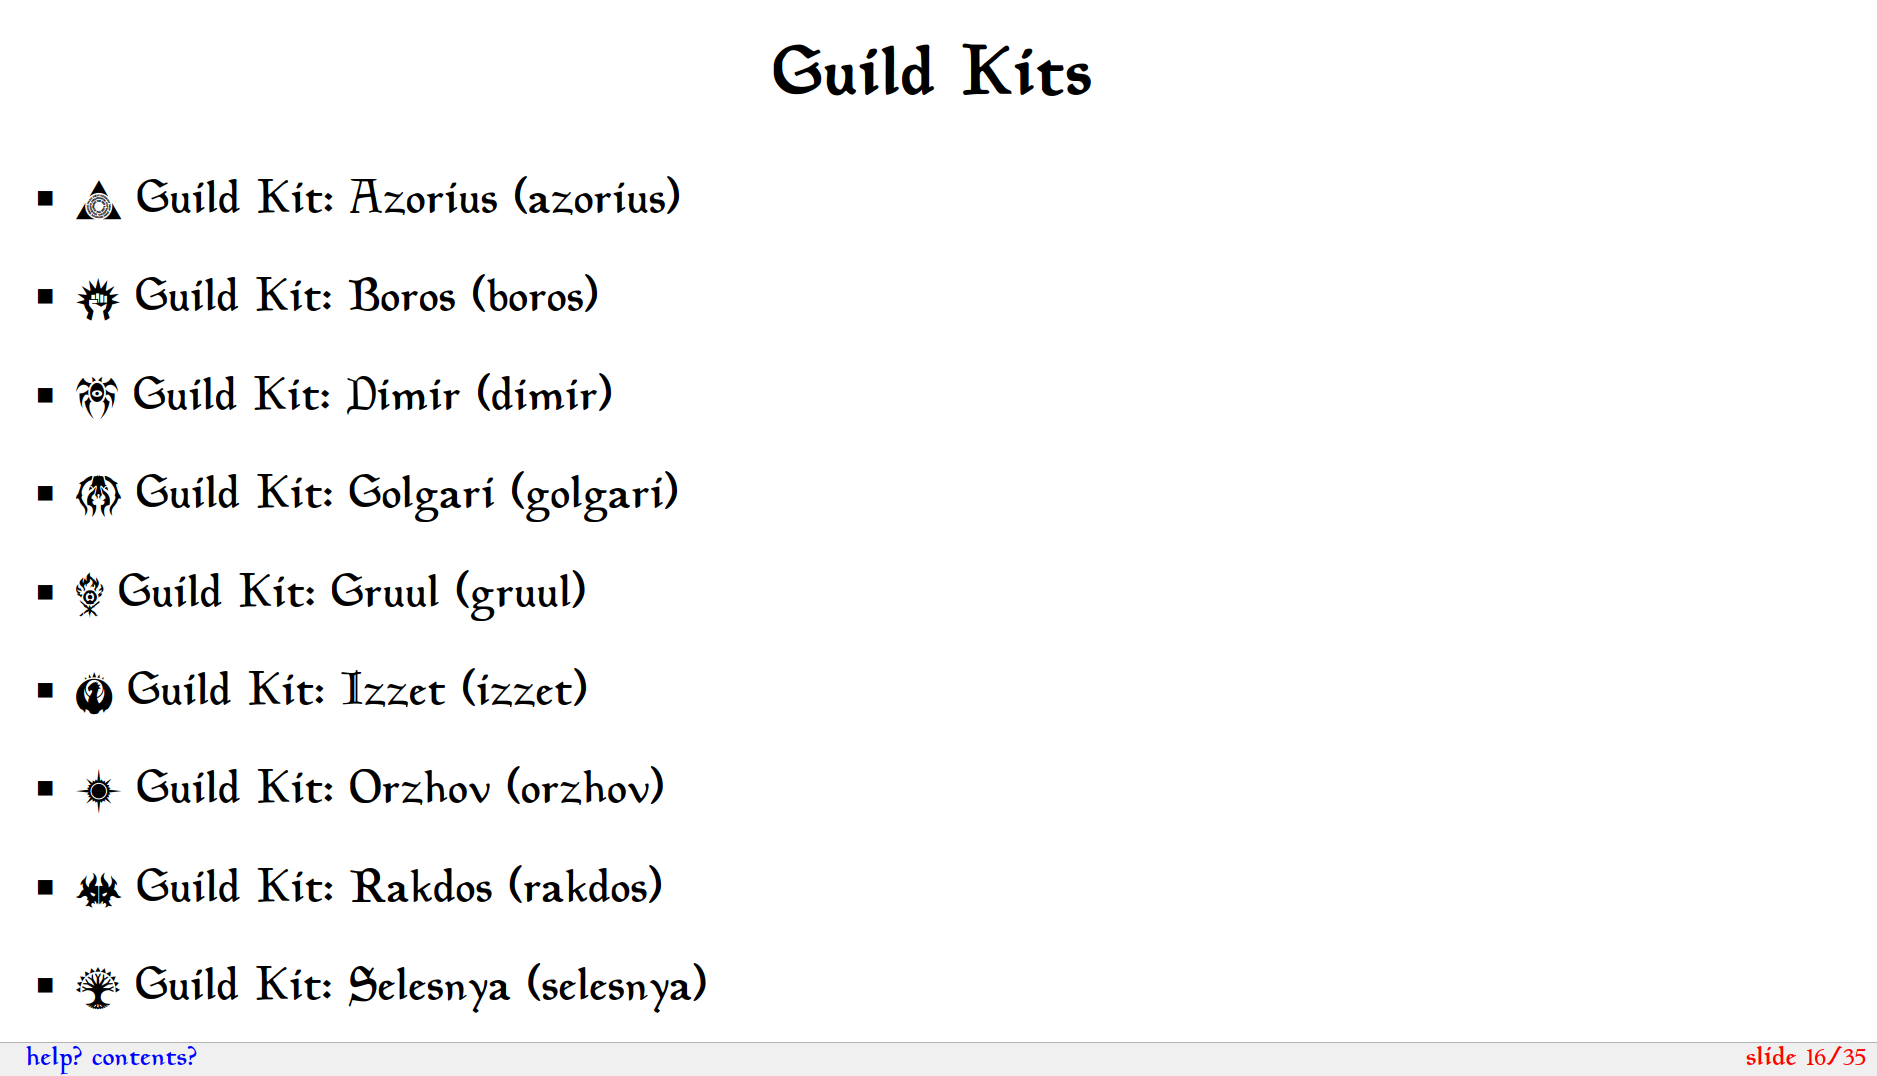 Guild Kits
Guild Kit: Azorius (azorius)
Guild Kit: Boros (boros)
Guild Kit: Dimir (dimir)
Guild Kit: Golgari (golgari)
Guild Kit: Gruul (gruul)
Guild Kit: Izzet (izzet)
Guild Kit: Orzhov (orzhov)
Guild Kit: Rakdos (rakdos)
Guild Kit: Selesnya (selesnya)
help? contents? slide 16/35